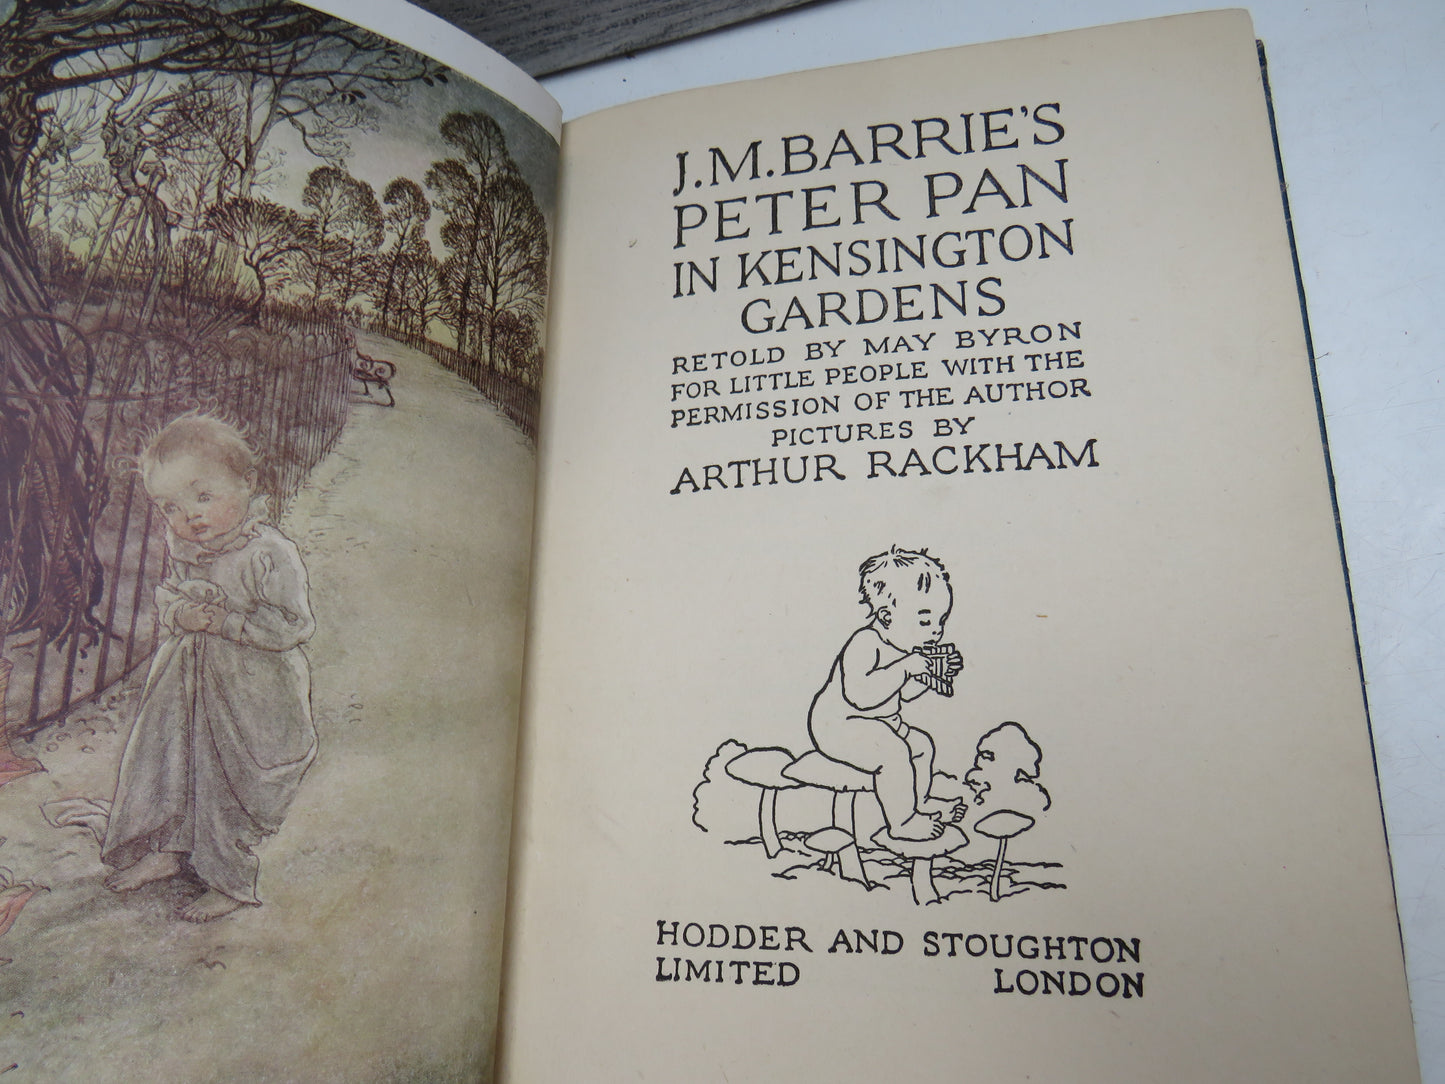 J.M.BARRIE'S
PETER PAN
IN KENSINGTON
GARDENS
RETOLD BY MAY BYRON
FOR LITTLE PEOPLE WITH THE
PERMISSION OF THE AUTHOR
PICTURES BY
ARTHUR RACKHAM
HODDER AND STOUGHTON
LIMITED LONDON